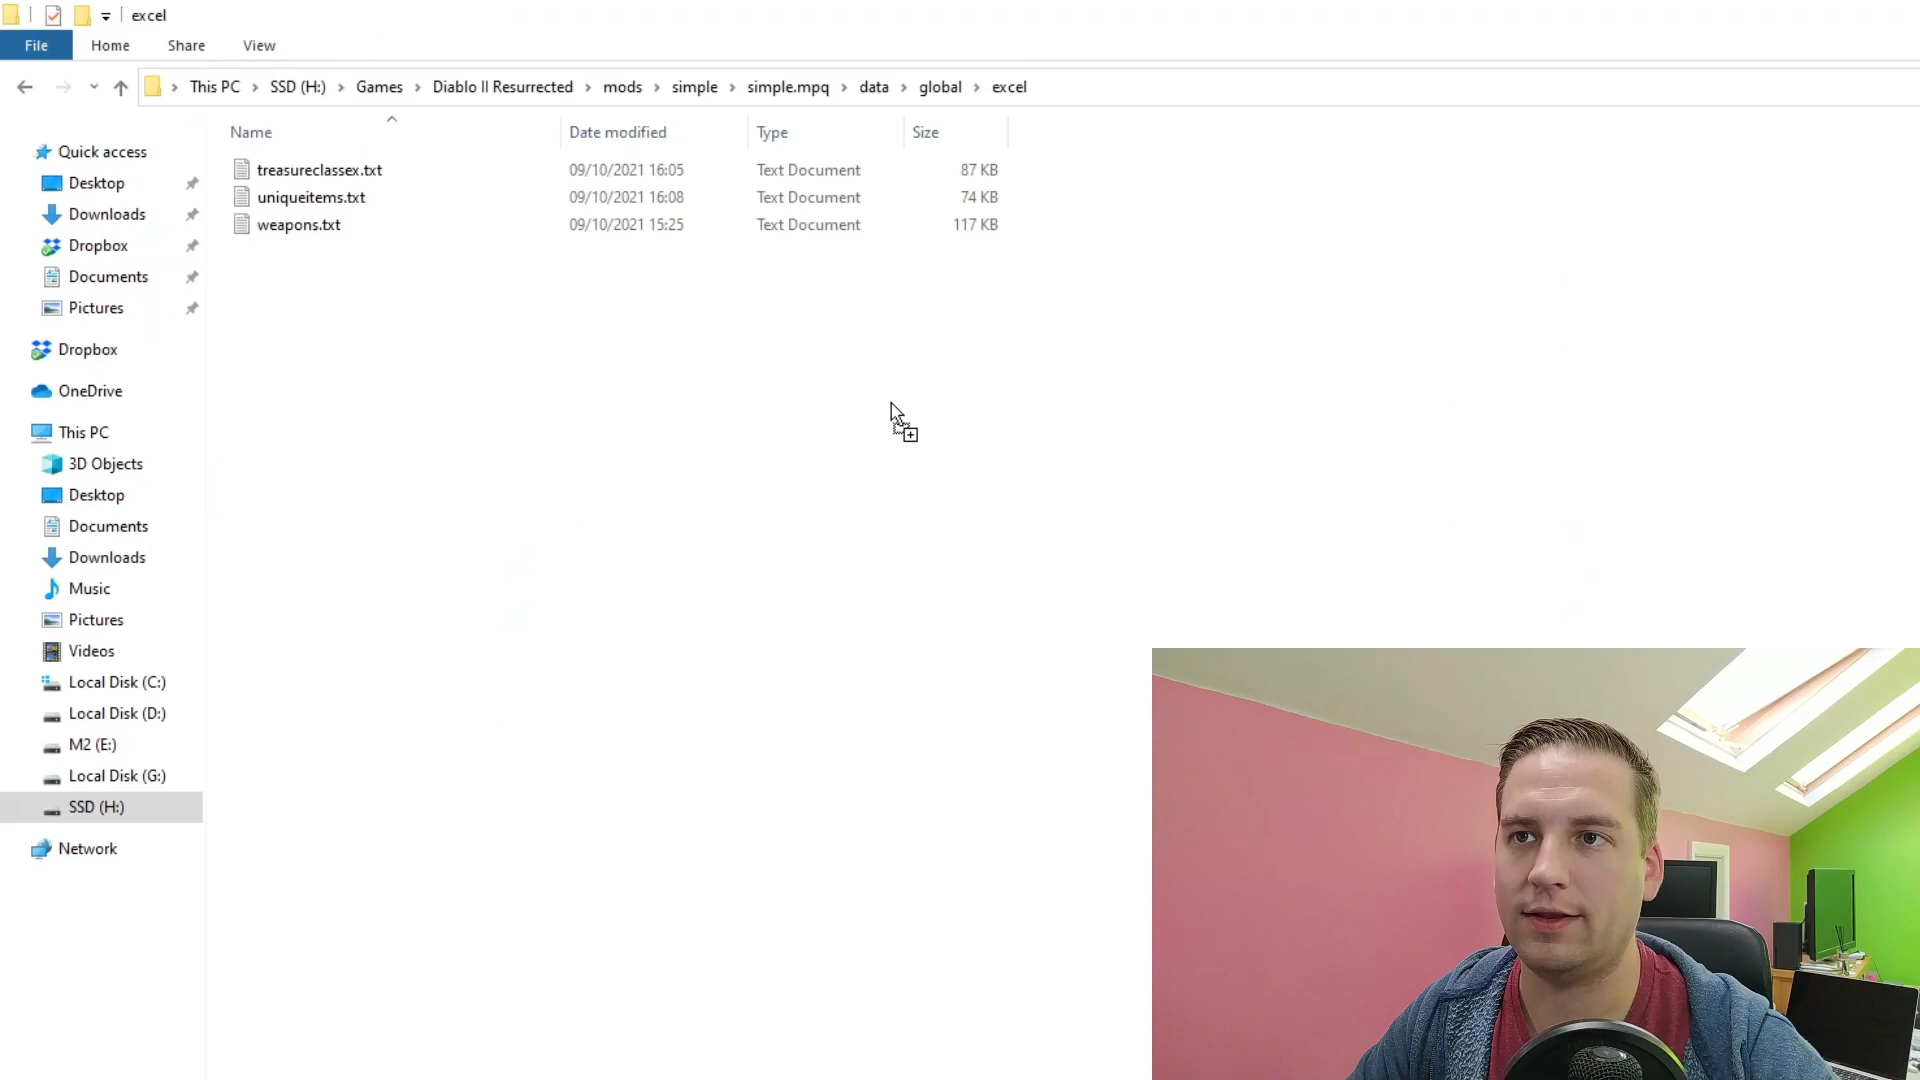 excel
File Home Share View
This PC SSD (H:) Games Diablo II Resurrected mods simple simple.mpq data global excel
Name Date modified Type Size
treasureclassex.txt 09/10/2021 16:05 Text Document 87 KB
uniqueitems.txt 09/10/2021 16:08 Text Document 74 KB
weapons.txt 09/10/2021 15:25 Text Document 117 KB
Quick access
Desktop
Downloads
Dropbox
Documents
Pictures
Dropbox
OneDrive
This PC
3D Objects
Desktop
Documents
Downloads
Music
Pictures
Videos
Local Disk (C:)
Local Disk (D:)
M2 (E:)
Local Disk (G:)
SSD (H:)
Network